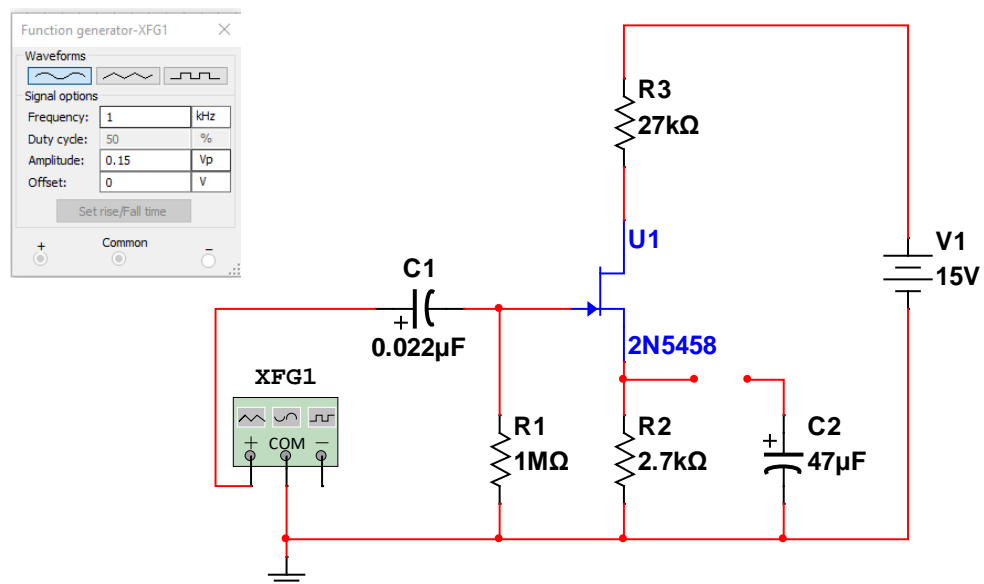 Function generator-XFG1
Waveforms
Signal options
Frequency: 1 kHz
Duty cycle: 50 %
Amplitude: 0.15 Vp
Offset: 0 V
Set rise/Fall time
+ Common −
R3
27kΩ
U1
V1
15V
C1
+
0.022µF
2N5458
XFG1
+ COM −
R1
1MΩ
R2
2.7kΩ
C2
+
47µF